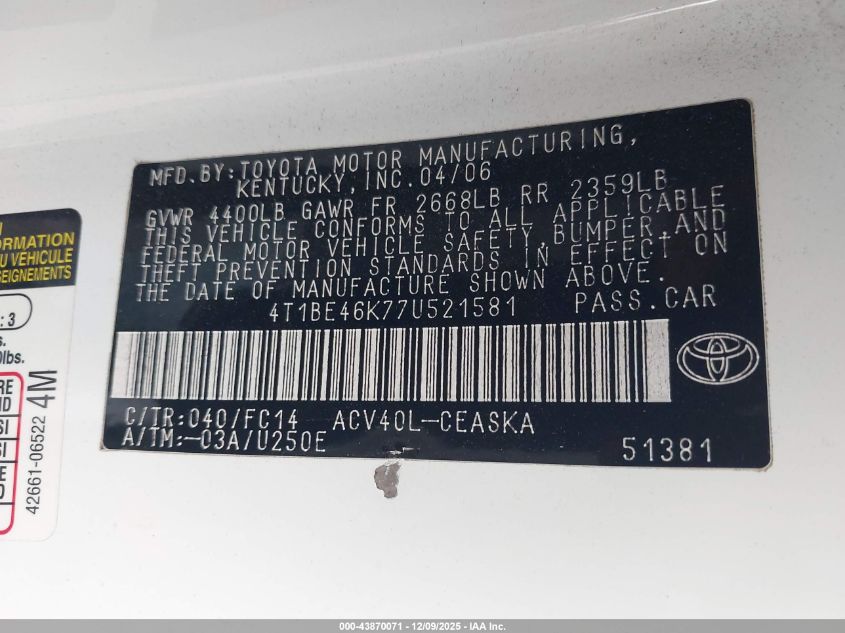 MFD. BY: TOYOTA MOTOR MANUFACTURING,
KENTUCKY, INC. 04/06
GVWR 4400LB GAWR FR 2668LB RR 2359LB
THIS VEHICLE CONFORMS TO ALL APPLICABLE
FEDERAL MOTOR VEHICLE SAFETY, BUMPER, AND
THEFT PREVENTION STANDARDS IN EFFECT ON
THE DATE OF MANUFACTURE SHOWN ABOVE.
4T1BE46K77U521581 PASS. CAR
C/TR: 040/FC14 ACV40L-CEASKA
A/TM: -03A/U250E 51381
ORMATION
U VEHICULE
SEIGNEMENTS
: 3
lbs.
42661-06522 4M
000-43870071 | 12/09/2025 - IAA Inc.